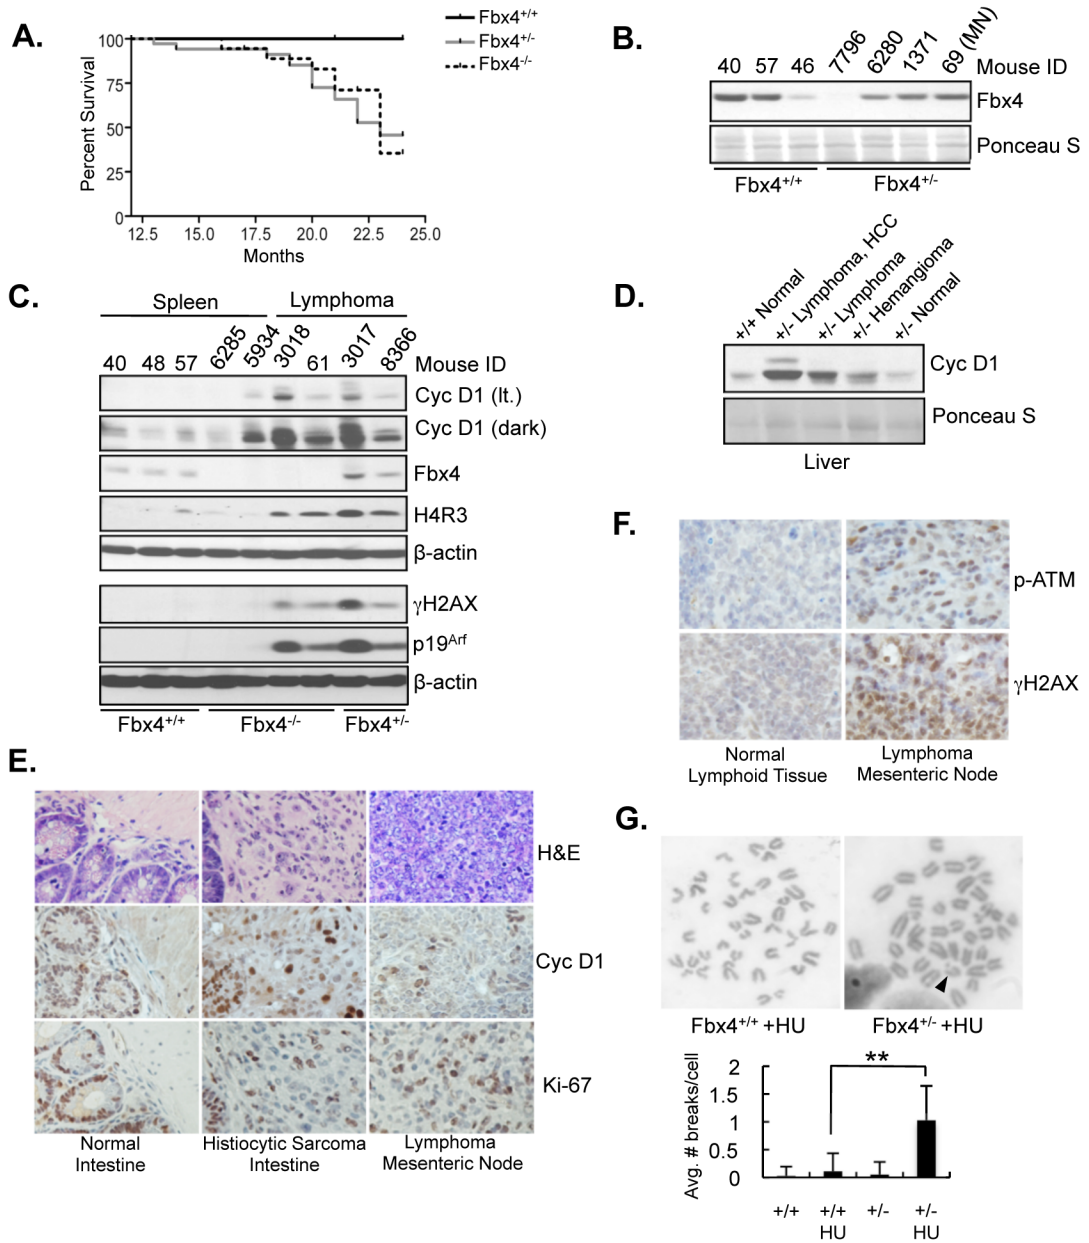 A.
Fbx4+/+
Fbx4+/-
Fbx4-/-
Percent Survival
100
75
50
25
0
12.5 15.0 17.5 20.0 22.5 25.0
Months
B.
40 57 46 7796 6280 1371 69 (MN) Mouse ID
Fbx4
Ponceau S
Fbx4+/+ Fbx4+/-
C.
Spleen Lymphoma
40 48 57 6285 5934 3018 61 3017 8366 Mouse ID
Cyc D1 (lt.)
Cyc D1 (dark)
Fbx4
H4R3
β-actin
γH2AX
p19Arf
β-actin
Fbx4+/+ Fbx4-/- Fbx4+/-
D.
+/+ Normal
+/- Lymphoma, HCC
+/- Lymphoma
+/- Hemangioma
+/- Normal
Cyc D1
Ponceau S
Liver
E.
H&E
Cyc D1
Ki-67
Normal Intestine
Histiocytic Sarcoma Intestine
Lymphoma Mesenteric Node
F.
p-ATM
γH2AX
Normal Lymphoid Tissue
Lymphoma Mesenteric Node
G.
Fbx4+/+ +HU Fbx4+/- +HU
Avg. # breaks/cell
2
1.5
1
0.5
0
**
+/+ +/+ HU +/- +/- HU